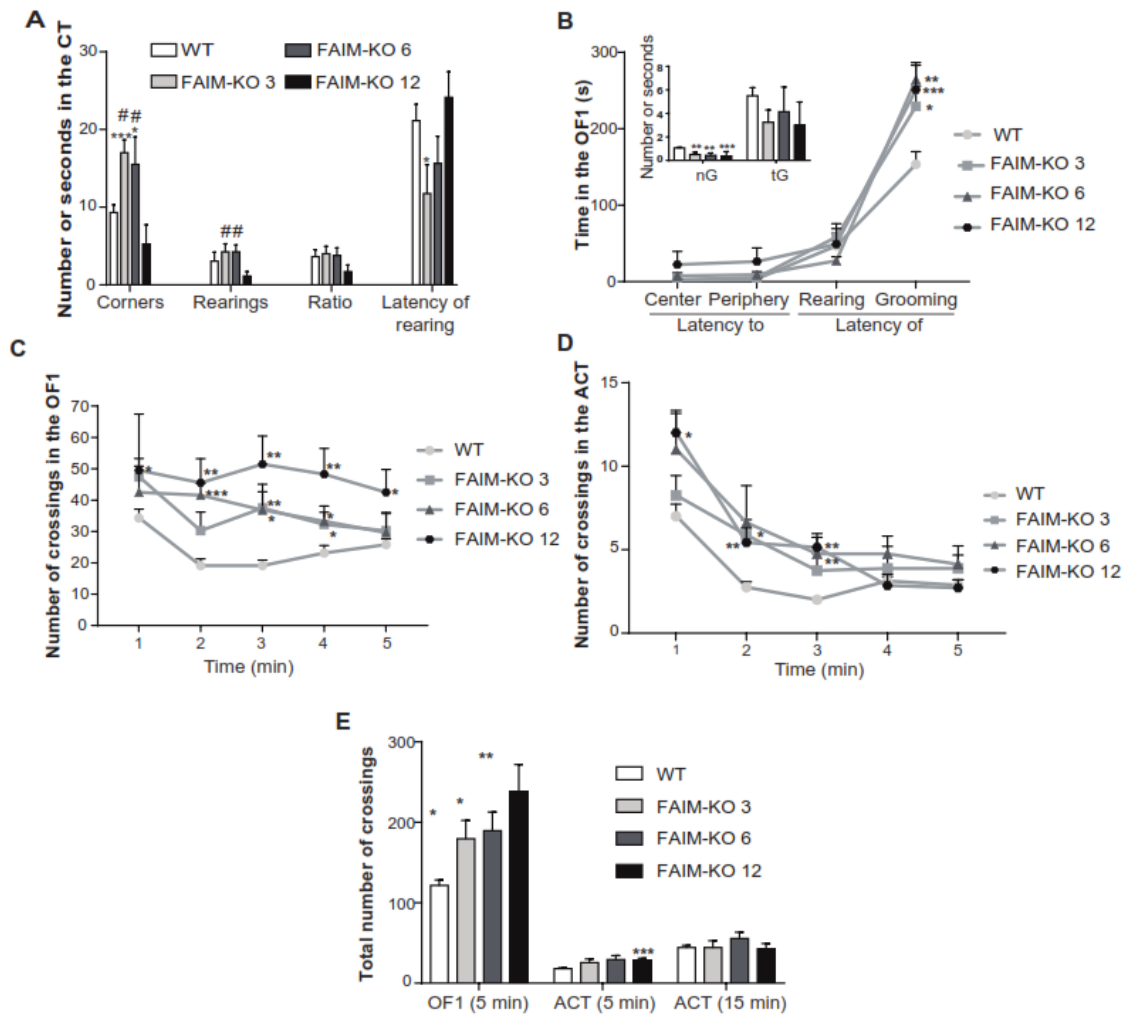 A
Number or seconds in the CT
30
20
10
0
WT
FAIM-KO 3
FAIM-KO 6
FAIM-KO 12
##
***
*
##
*
Corners
Rearings
Ratio
Latency of
rearing
B
Time in the OF1 (s)
300
200
100
0
Number or seconds
8
6
4
2
0
** ** ***
nG
tG
**
***
*
WT
FAIM-KO 3
FAIM-KO 6
FAIM-KO 12
Center Periphery Rearing Grooming
Latency to
Latency of
C
Number of crossings in the OF1
70
60
50
40
30
20
10
0
*
**
***
**
**
*
**
*
*
*
WT
FAIM-KO 3
FAIM-KO 6
FAIM-KO 12
1 2 3 4 5
Time (min)
D
Number of crossings in the ACT
15
10
5
0
*
**
*
**
**
WT
FAIM-KO 3
FAIM-KO 6
FAIM-KO 12
1 2 3 4 5
Time (min)
E
Total number of crossings
300
200
100
0
*
*
**
***
WT
FAIM-KO 3
FAIM-KO 6
FAIM-KO 12
OF1 (5 min) ACT (5 min) ACT (15 min)